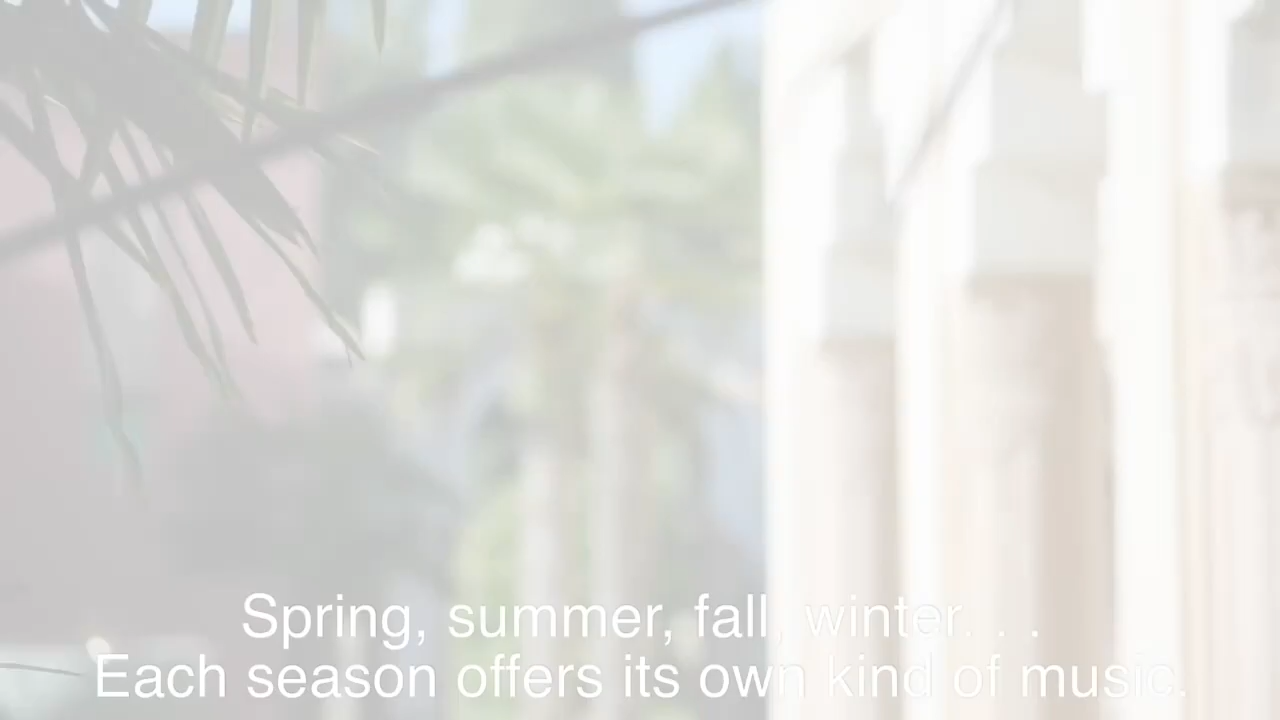 Spring, summer, fall, winter. . .
Each season offers its own kind of music.